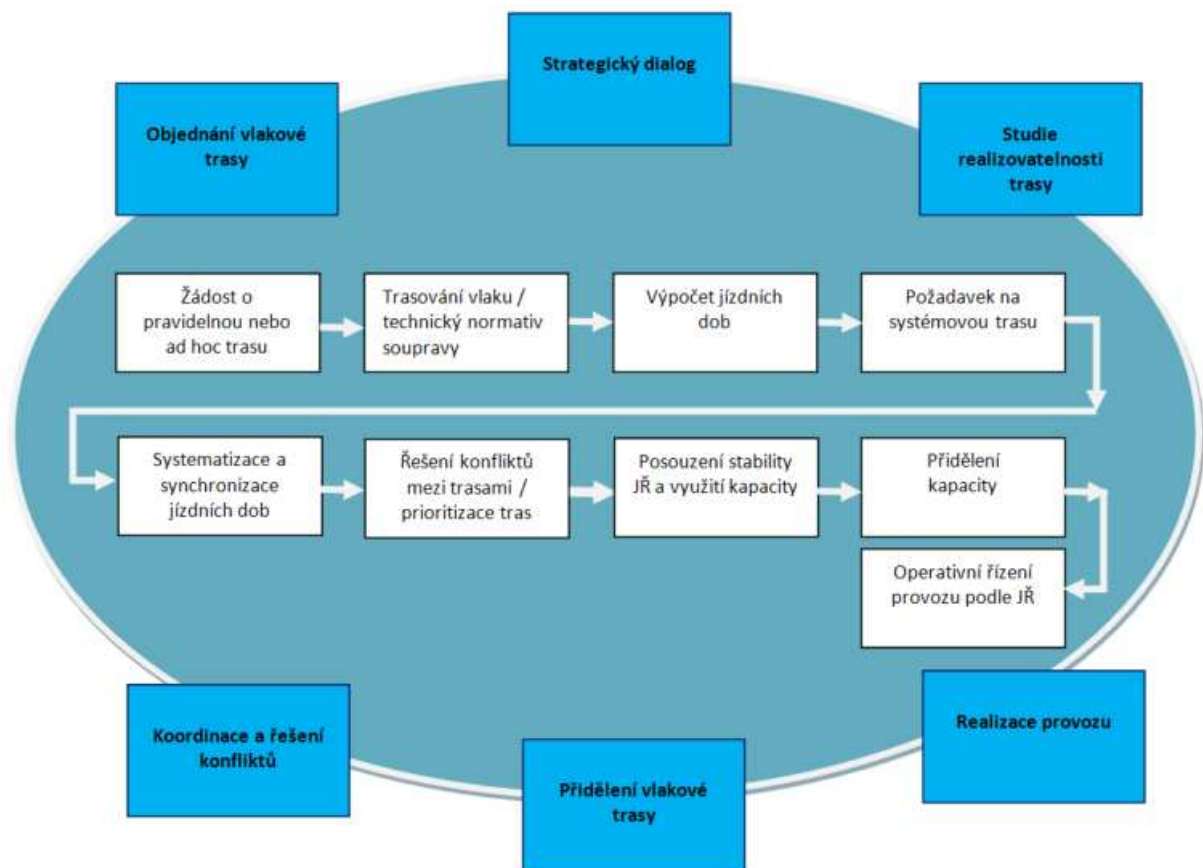 Strategický dialog
Objednání vlakové
trasy
Studie
realizovatelnosti
trasy
Žádost o
pravidelnou nebo
ad hoc trasu
Trasování vlaku /
technický normativ
soupravy
Výpočet jízdních
dob
Požadavek na
systémovou trasu
Systematizace a
synchronizace
jízdních dob
Řešení konfliktů
mezi trasami /
prioritizace tras
Posouzení stability
JŘ a využití kapacity
Přidělení
kapacity
Operativní řízení
provozu podle JŘ
Koordinace a řešení
konfliktů
Přidělení vlakové
trasy
Realizace provozu